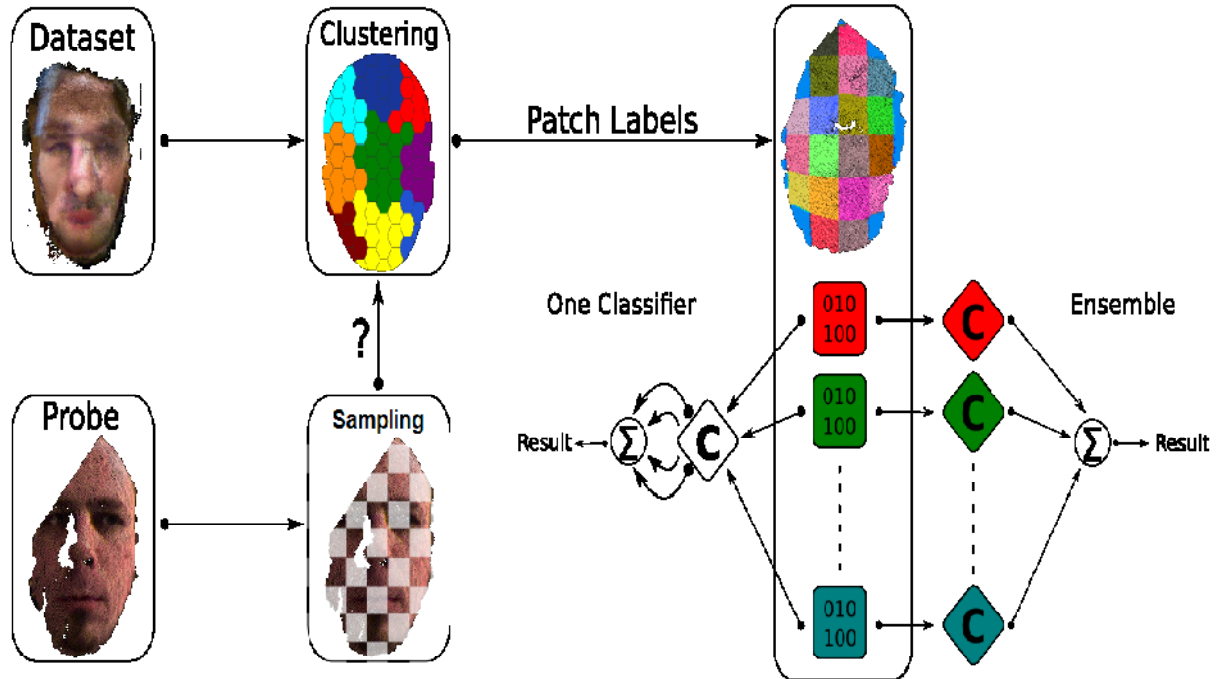 Dataset
Clustering
Patch Labels
?
Probe
Sampling
One Classifier
Ensemble
010
100
C
010
100
C
Result
Σ
C
Σ
Result
010
100
C